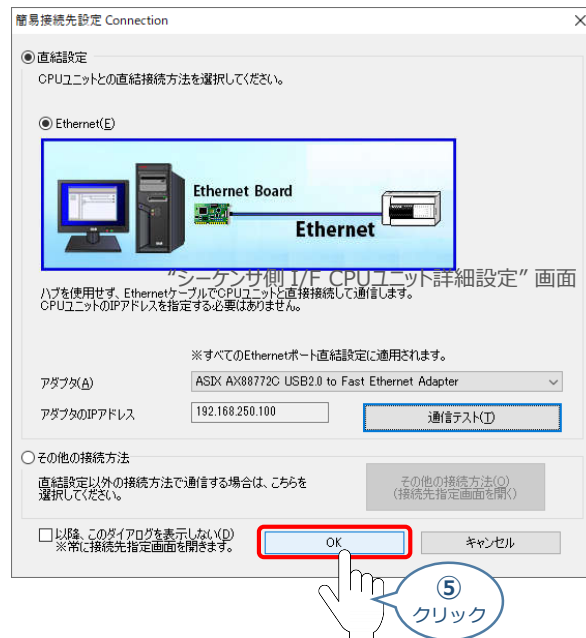 簡易接続先設定 Connection
直結設定
CPUユニットとの直結接続方法を選択してください。
Ethernet(E)
Ethernet Board
Ethernet
“シーケンサ側 I/F CPUユニット詳細設定” 画面
ハブを使用せず、EthernetケーブルでCPUユニットと直接接続して通信します。
CPUユニットのIPアドレスを指定する必要はありません。
※すべてのEthernetポート直結設定に適用されます。
アダプタ(A)
ASIX AX88772C USB2.0 to Fast Ethernet Adapter
アダプタのIPアドレス
192.168.250.100
通信テスト(T)
その他の接続方法
直結設定以外の接続方法で通信する場合は、こちらを
選択してください。
その他の接続方法(O)
(接続先指定画面を開く)
以降、このダイアログを表示しない(D)
※常に接続先指定画面を開きます。
OK
キャンセル
⑤
クリック